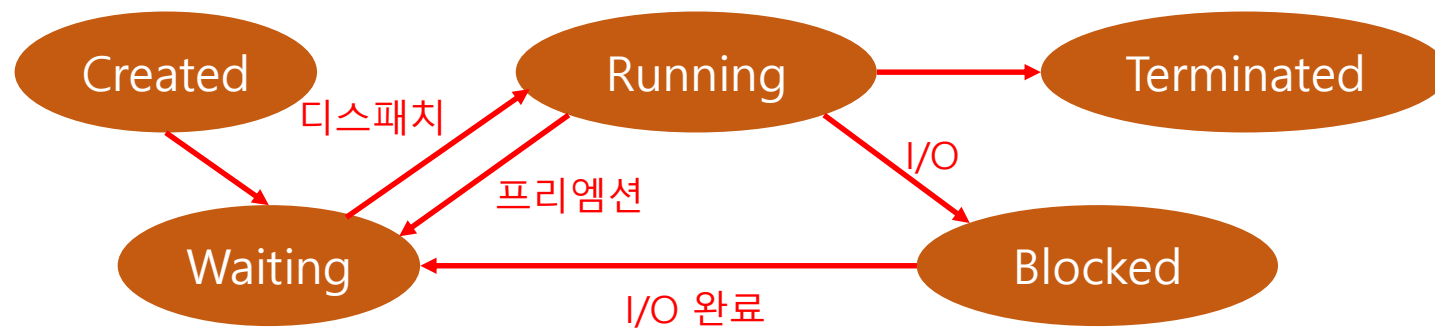 Created
Running
Terminated
디스패치
I/O
프리엠션
Waiting
Blocked
I/O 완료